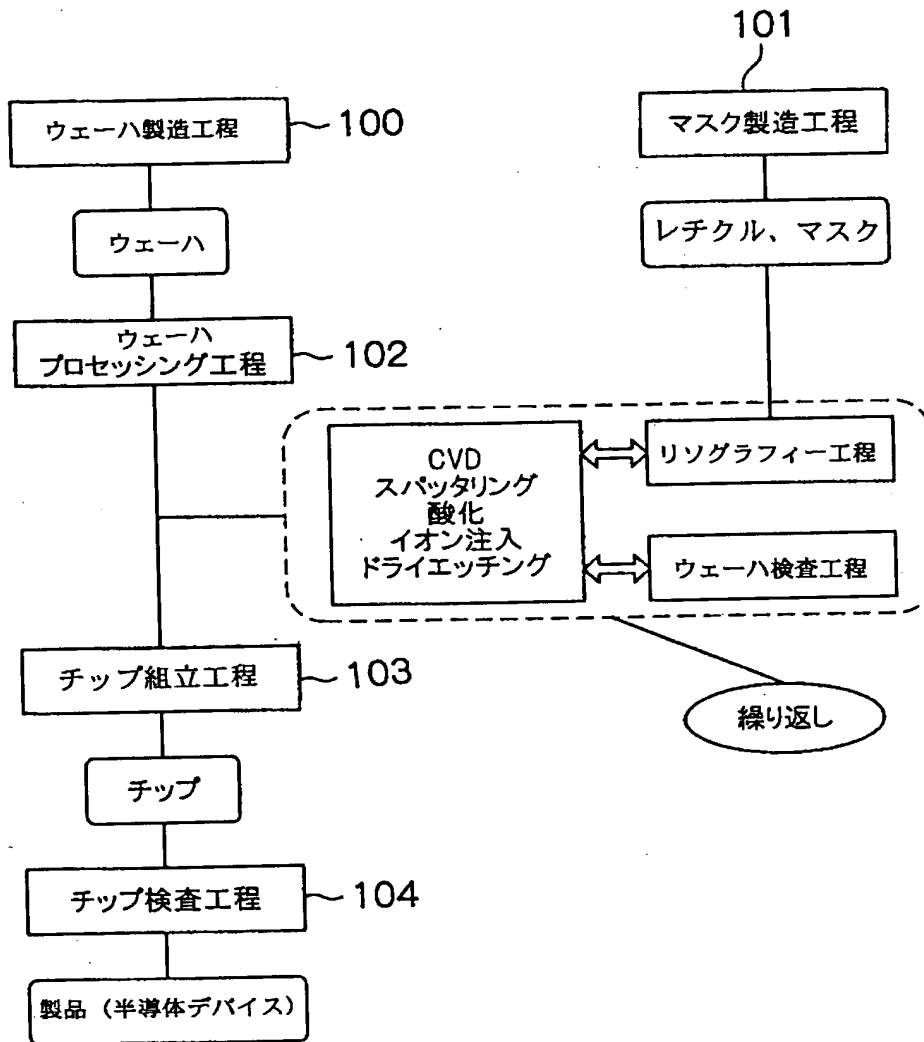 101
ウェーハ製造工程
100
マスク製造工程
ウェーハ
レチクル、マスク
ウェーハ
プロセッシング工程
102
CVD
スパッタリング
酸化
イオン注入
ドライエッチング
リソグラフィー工程
ウェーハ検査工程
チップ組立工程
103
繰り返し
チップ
チップ検査工程
104
製品（半導体デバイス）